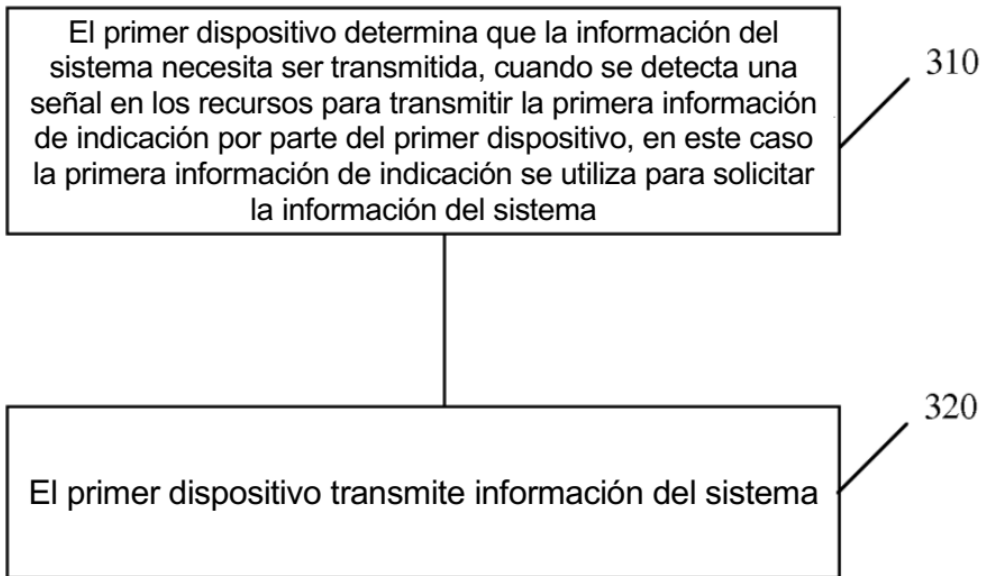 El primer dispositivo determina que la información del
sistema necesita ser transmitida, cuando se detecta una
señal en los recursos para transmitir la primera información
de indicación por parte del primer dispositivo, en este caso
la primera información de indicación se utiliza para solicitar
la información del sistema
310
El primer dispositivo transmite información del sistema
320